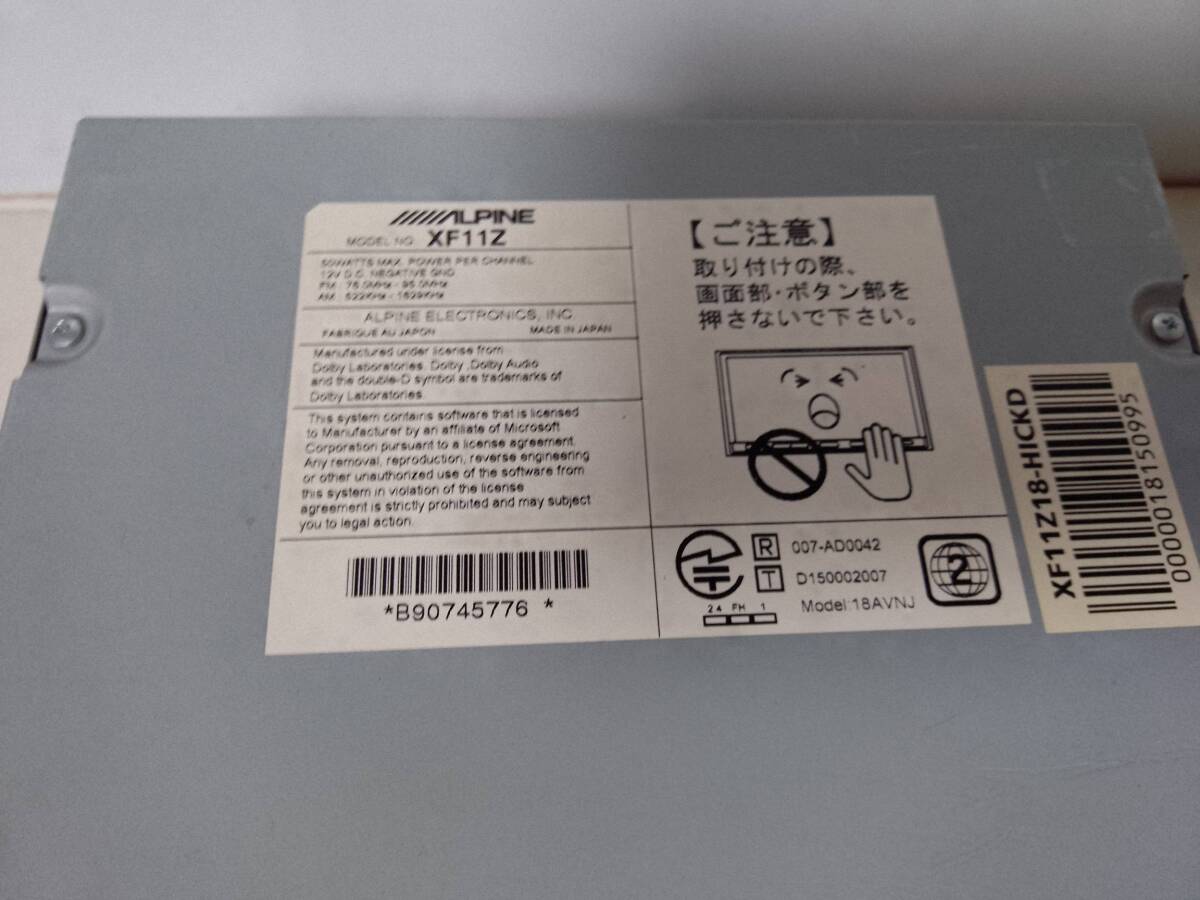 ALPINE
MODEL NO. XF11Z
50WATTS MAX. POWER PER CHANNEL
12V D.C. NEGATIVE GND
FM : 76.0MHz - 95.0MHz
AM : 522KHz - 1629KHz
ALPINE ELECTRONICS, INC.
FABRIQUE AU JAPON MADE IN JAPAN
Manufactured under license from
Dolby Laboratories. Dolby ,Dolby Audio
and the double-D symbol are trademarks of
Dolby Laboratories.
This system contains software that is licensed
to Manufacturer by an affiliate of Microsoft
Corporation pursuant to a license agreement.
Any removal, reproduction, reverse engineering
or other unauthorized use of the software from
this system in violation of the license
agreement is strictly prohibited and may subject
you to legal action.
*B90745776 *
【ご注意】
取り付けの際、
画面部・ボタン部を
押さないで下さい。
R 007-AD0042
T D150002007
Model:18AVNJ
2.4 FH 1
2
XF11Z18-HICKD
0000018150995